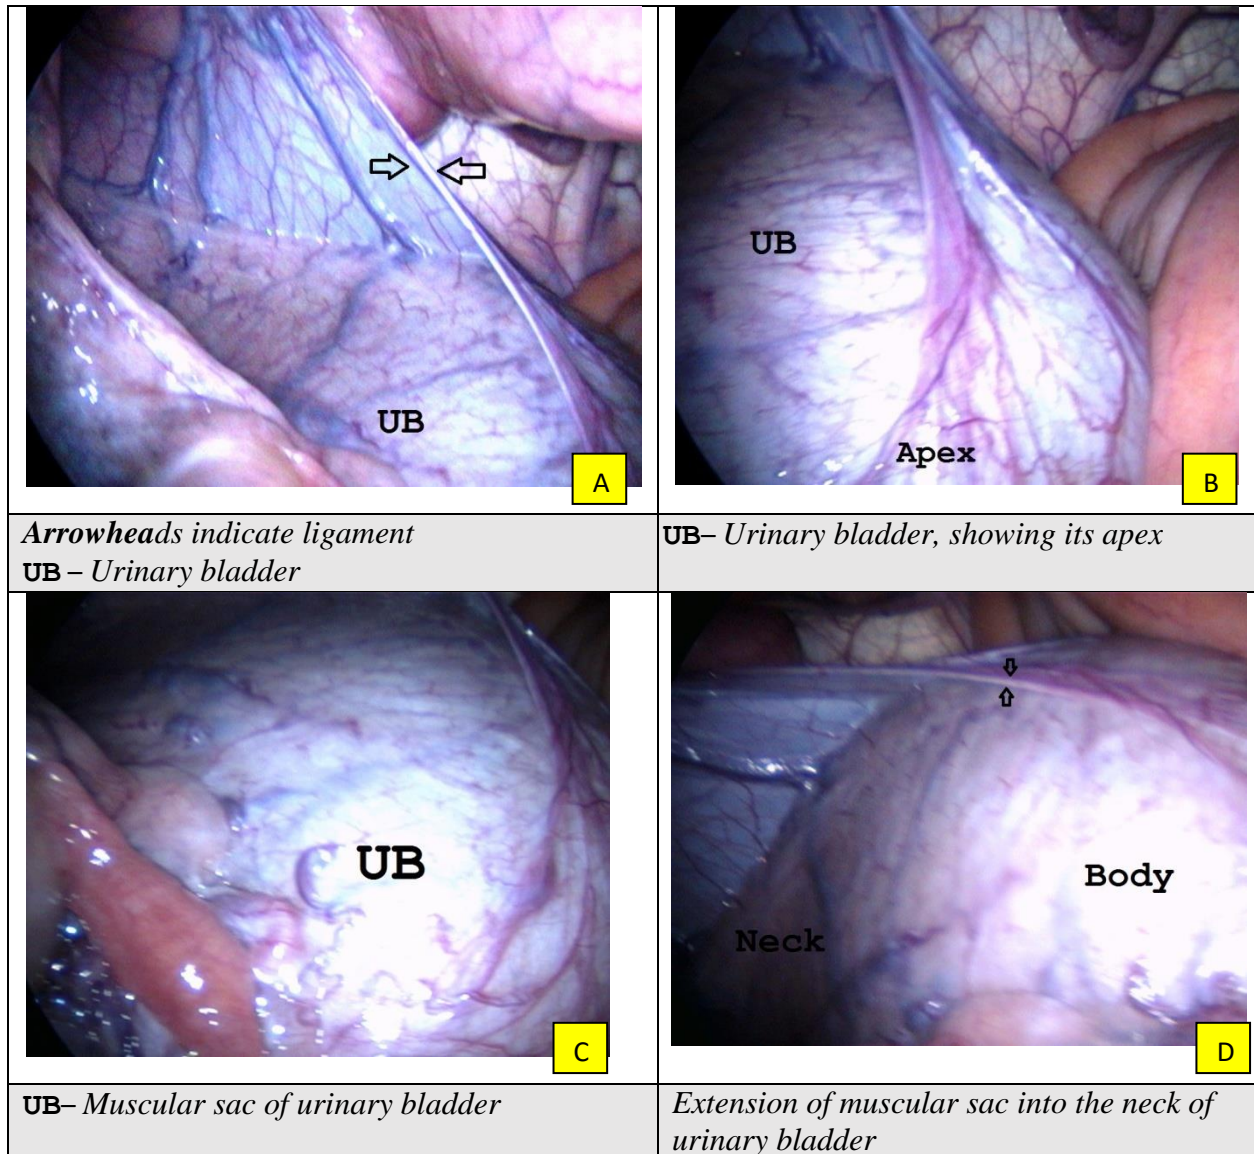 UB
A
UB
Apex
B
Arrowheads indicate ligament
UB – Urinary bladder
UB– Urinary bladder, showing its apex
UB
C
Neck
Body
D
UB– Muscular sac of urinary bladder
Extension of muscular sac into the neck of
urinary bladder